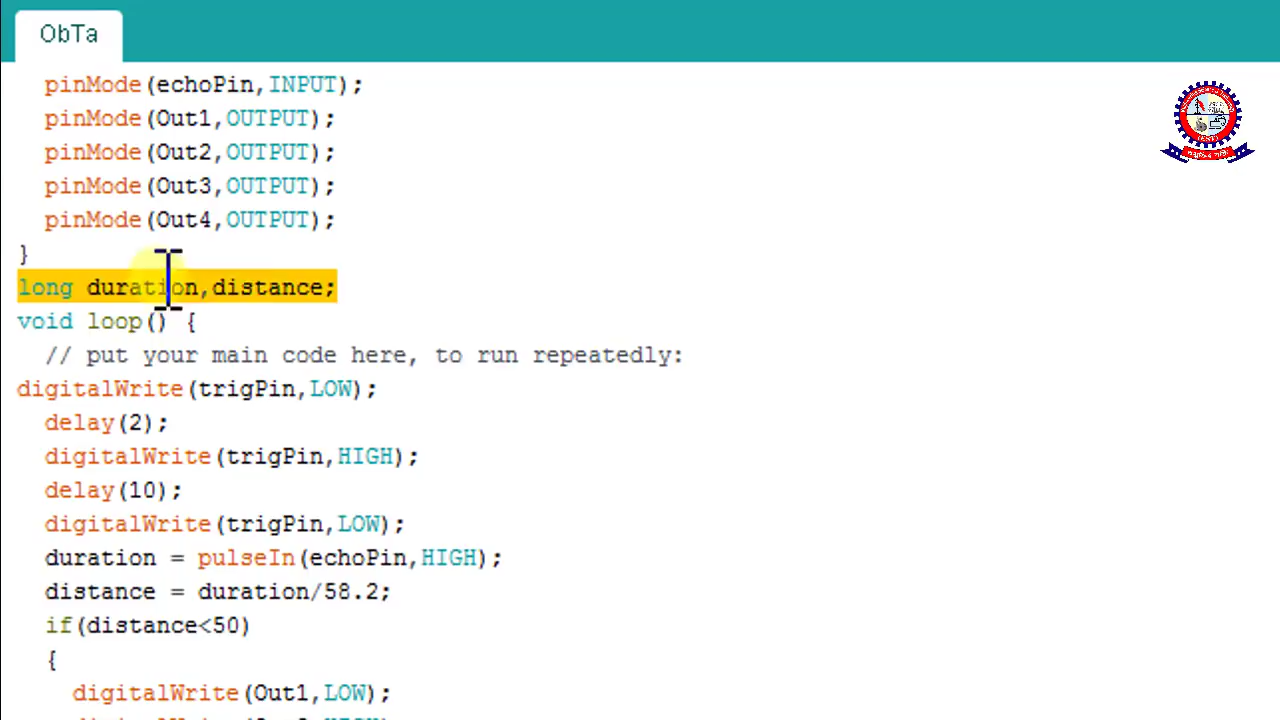 ObTa
pinMode(echoPin,INPUT);
pinMode(Out1,OUTPUT);
pinMode(Out2,OUTPUT);
pinMode(Out3,OUTPUT);
pinMode(Out4,OUTPUT);
}
long duration,distance;
void loop() {
// put your main code here, to run repeatedly:
digitalWrite(trigPin,LOW);
delay(2);
digitalWrite(trigPin,HIGH);
delay(10);
digitalWrite(trigPin,LOW);
duration = pulseIn(echoPin,HIGH);
distance = duration/58.2;
if(distance<50)
{
digitalWrite(Out1,LOW);